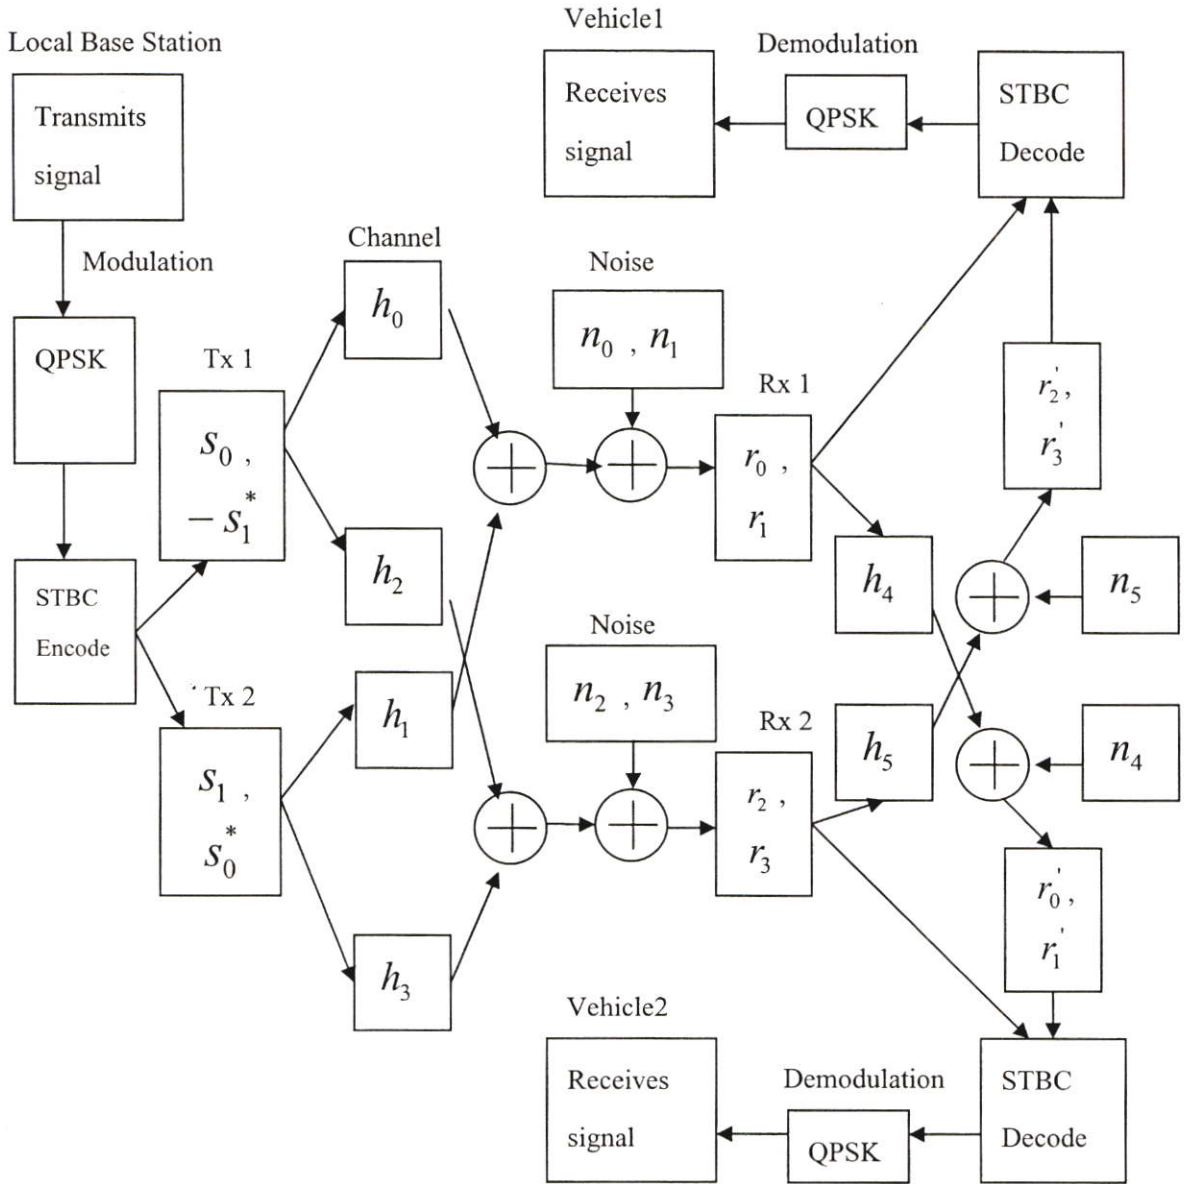 Local Base Station
Transmits
signal
Modulation
QPSK
STBC
Encode
Tx 1
s₀ ,
− s₁*
Tx 2
s₁ ,
s₀*
Channel
h₀
h₂
h₁
h₃
Noise
n₀ , n₁
Noise
n₂ , n₃
Rx 1
r₀ ,
r₁
Rx 2
r₂ ,
r₃
h₄
h₅
n₅
n₄
r₂' ,
r₃'
r₀' ,
r₁'
Vehicle1
Receives
signal
Demodulation
QPSK
STBC
Decode
Vehicle2
Receives
signal
Demodulation
QPSK
STBC
Decode